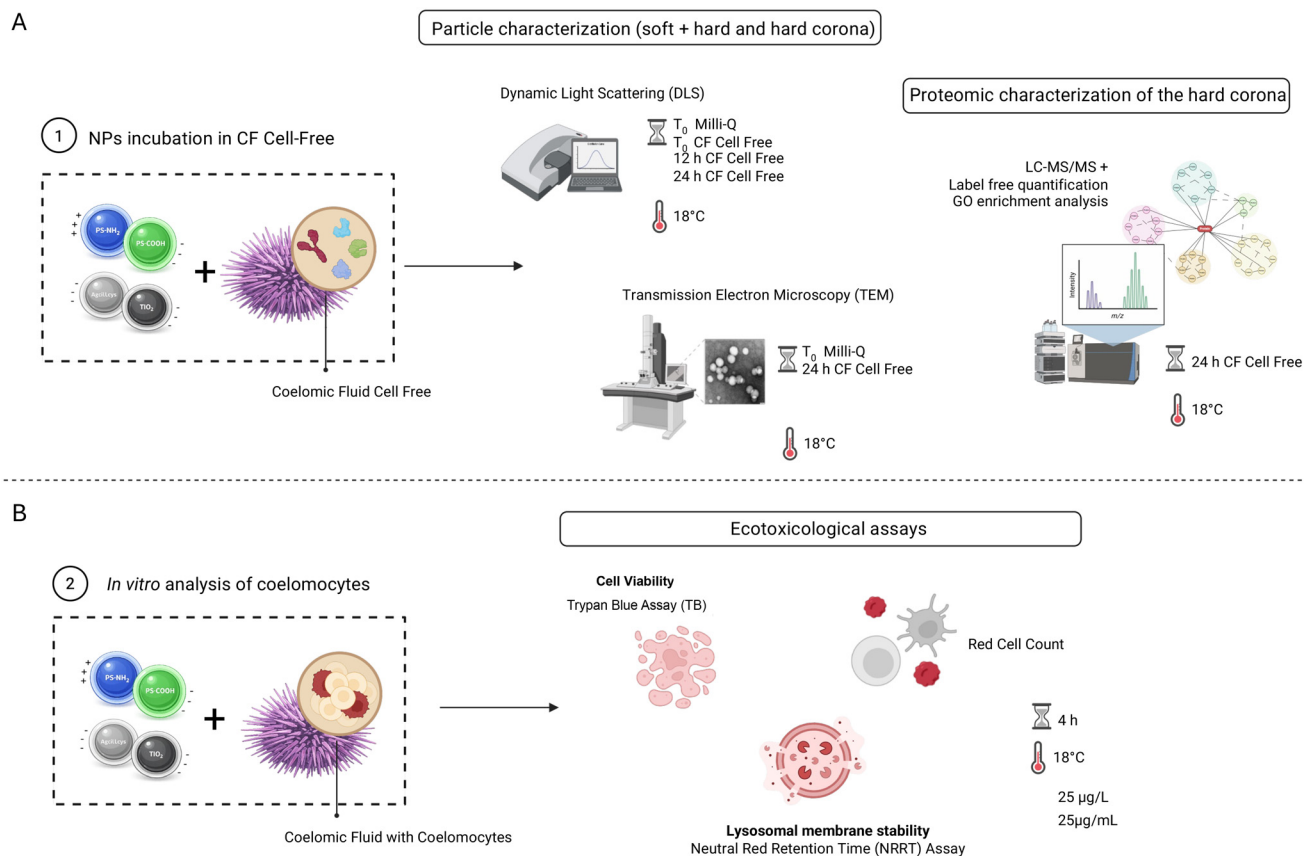 A
Particle characterization (soft + hard and hard corona)
Dynamic Light Scattering (DLS)
T0 Milli-Q
T0 CF Cell Free
12 h CF Cell Free
24 h CF Cell Free
18°C
Proteomic characterization of the hard corona
1
NPs incubation in CF Cell-Free
PS-NH2
PS-COOH
TIO2
+
Coelomic Fluid Cell Free
LC-MS/MS +
Label free quantification
GO enrichment analysis
Intensity
m/z
24 h CF Cell Free
18°C
Transmission Electron Microscopy (TEM)
T0 Milli-Q
24 h CF Cell Free
18°C
B
Ecotoxicological assays
2
In vitro analysis of coelomocytes
PS-NH2
PS-COOH
TIO2
+
Coelomic Fluid with Coelomocytes
Cell Viability
Trypan Blue Assay (TB)
Red Cell Count
4 h
18°C
25 µg/L
25µg/mL
Lysosomal membrane stability
Neutral Red Retention Time (NRRT) Assay